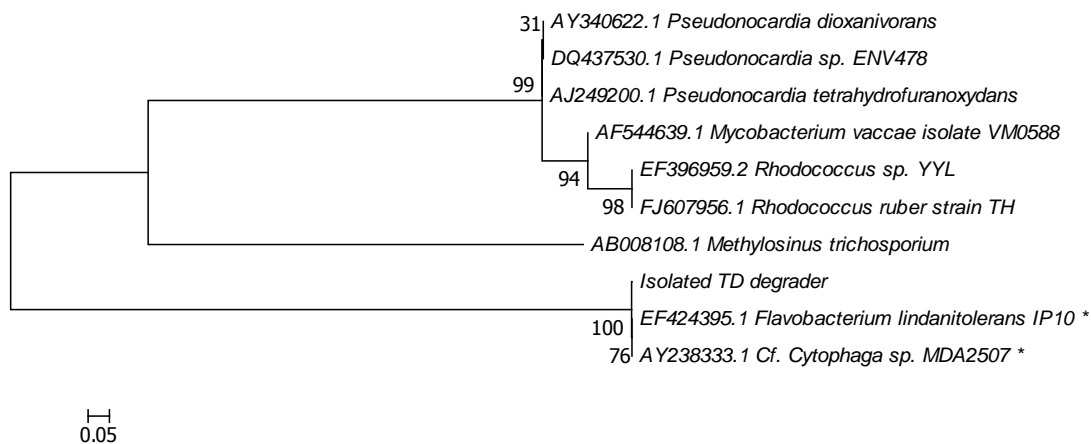 31
AY340622.1 Pseudonocardia dioxanivorans
DQ437530.1 Pseudonocardia sp. ENV478
99
AJ249200.1 Pseudonocardia tetrahydrofuranoxydans
AF544639.1 Mycobacterium vaccae isolate VM0588
94
EF396959.2 Rhodococcus sp. YYL
98
FJ607956.1 Rhodococcus ruber strain TH
AB008108.1 Methylosinus trichosporium
Isolated TD degrader
100
EF424395.1 Flavobacterium lindanitolerans IP10 *
76
AY238333.1 Cf. Cytophaga sp. MDA2507 *
0.05